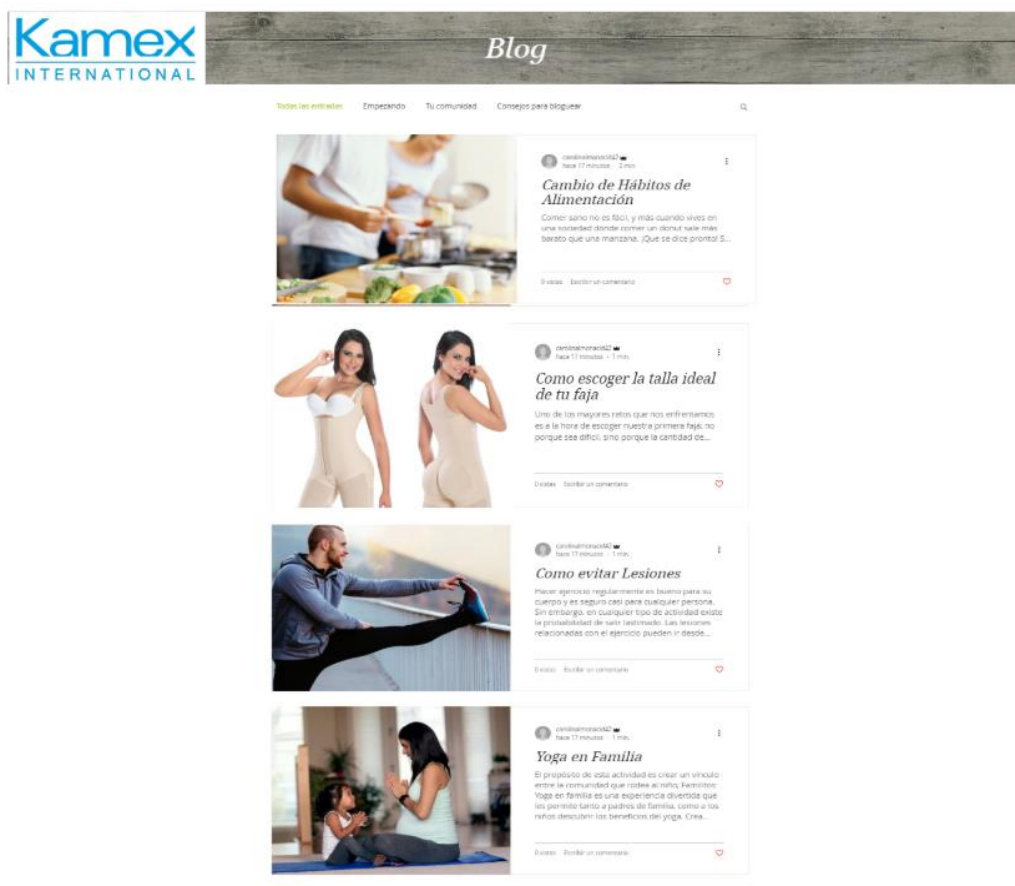 Kamex
INTERNATIONAL
Blog
Todas las entradas Empezando Tu comunidad Consejos para bloguear
hace 17 minutos · 2 min.
Cambio de Hábitos de
Alimentación
Comer sano no es fácil, y más cuando vives en
una sociedad donde comer un donut sale más
barato que una manzana. ¡Que se dice pronto! S...
0 vistas Escribir un comentario
hace 17 minutos · 1 min.
Como escoger la talla ideal
de tu faja
Uno de los mayores retos que nos enfrentamos
es a la hora de escoger nuestra primera faja; no
porque sea difícil, sino porque la cantidad de...
0 vistas Escribir un comentario
hace 17 minutos · 1 min.
Como evitar Lesiones
Hacer ejercicio regularmente es bueno para su
cuerpo y es seguro casi para cualquier persona.
Sin embargo, en cualquier tipo de actividad existe
la probabilidad de salir lastimado. Las lesiones
relacionadas con el ejercicio pueden ir desde...
0 vistas Escribir un comentario
hace 17 minutos · 1 min.
Yoga en Familia
El propósito de esta actividad es crear un vínculo
entre la comunidad que rodea al niño;
Yoga en familia es una experiencia divertida que
les permite tanto a padres de familia, como a los
niños descubrir los beneficios del yoga. Crea...
0 vistas Escribir un comentario